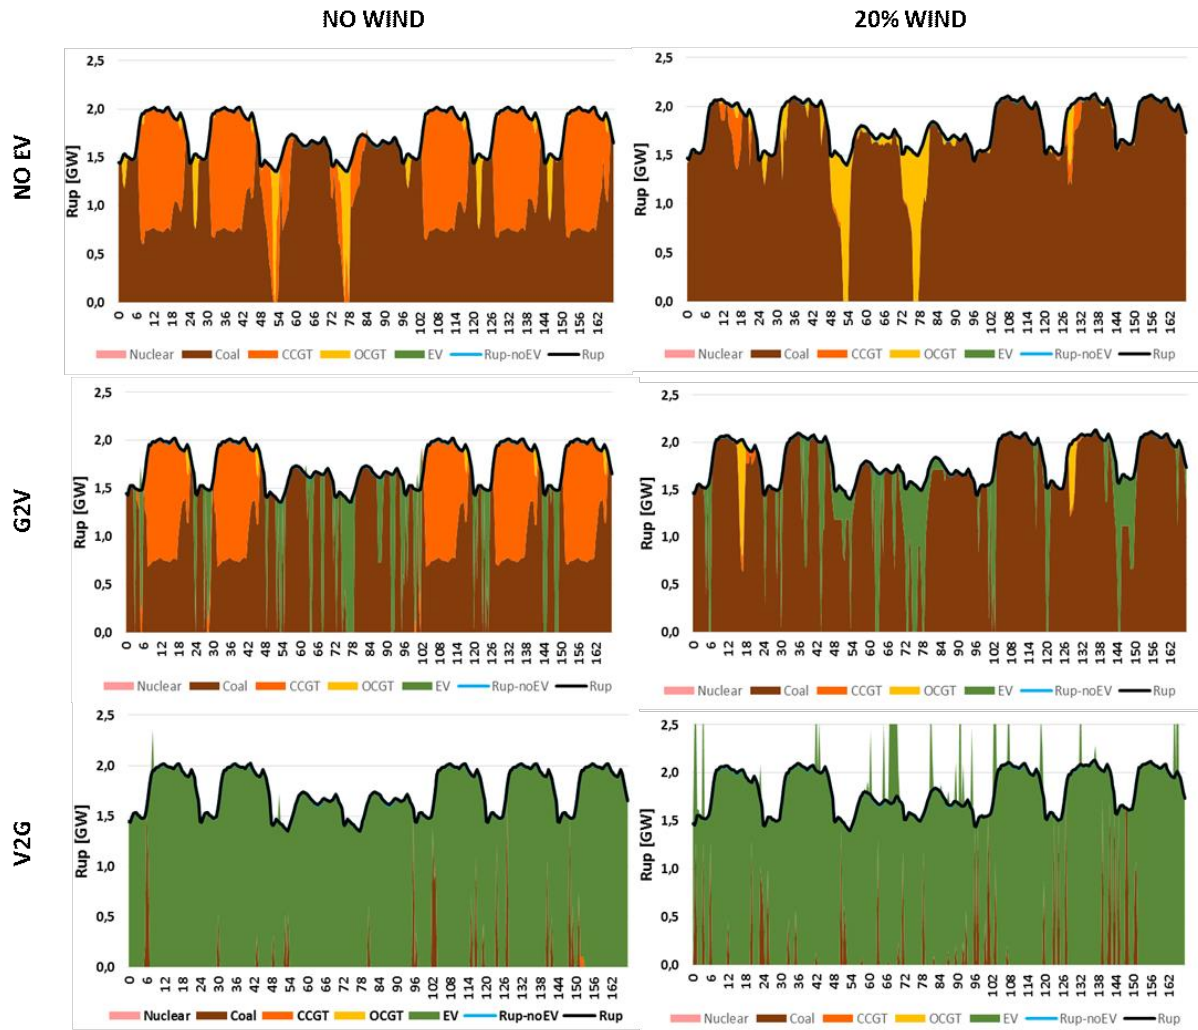 NO WIND 20% WIND
NO EV
Rup [GW]
2,5
2,0
1,5
1,0
0,5
0,0
0 6 12 18 24 30 36 42 48 54 60 66 72 78 84 90 96 102 108 114 120 126 132 138 144 150 156 162
Nuclear Coal CCGT OCGT EV Rup-noEV Rup
Rup [GW]
2,5
2,0
1,5
1,0
0,5
0,0
0 6 12 18 24 30 36 42 48 54 60 66 72 78 84 90 96 102 108 114 120 126 132 138 144 150 156 162
Nuclear Coal CCGT OCGT EV Rup-noEV Rup
G2V
Rup [GW]
2,5
2,0
1,5
1,0
0,5
0,0
0 6 12 18 24 30 36 42 48 54 60 66 72 78 84 90 96 102 108 114 120 126 132 138 144 150 156 162
Nuclear Coal CCGT OCGT EV Rup-noEV Rup
Rup [GW]
2,5
2,0
1,5
1,0
0,5
0,0
0 6 12 18 24 30 36 42 48 54 60 66 72 78 84 90 96 102 108 114 120 126 132 138 144 150 156 162
Nuclear Coal CCGT OCGT EV Rup-noEV Rup
V2G
Rup [GW]
2,5
2,0
1,5
1,0
0,5
0,0
0 6 12 18 24 30 36 42 48 54 60 66 72 78 84 90 96 102 108 114 120 126 132 138 144 150 156 162
Nuclear Coal CCGT OCGT EV Rup-noEV Rup
Rup [GW]
2,5
2,0
1,5
1,0
0,5
0,0
0 6 12 18 24 30 36 42 48 54 60 66 72 78 84 90 96 102 108 114 120 126 132 138 144 150 156 162
Nuclear Coal CCGT OCGT EV Rup-noEV Rup